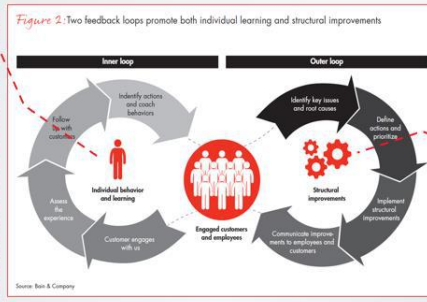 Figure 2: Two feedback loops promote both individual learning and structural improvements
Inner loop
Outer loop
Indentify actions
and coach
behaviors
Follow
Up with
customers
Assess
the
experience
Customer engages
with us
Individual behavior
and learning
Engaged customers
and employees
Identify key issues
and root causes
Define
actions and
prioritize
Implement
structural
improvements
Communicate improve-
ments to employees and
customers
Structural
improvements
Source: Bain & Company